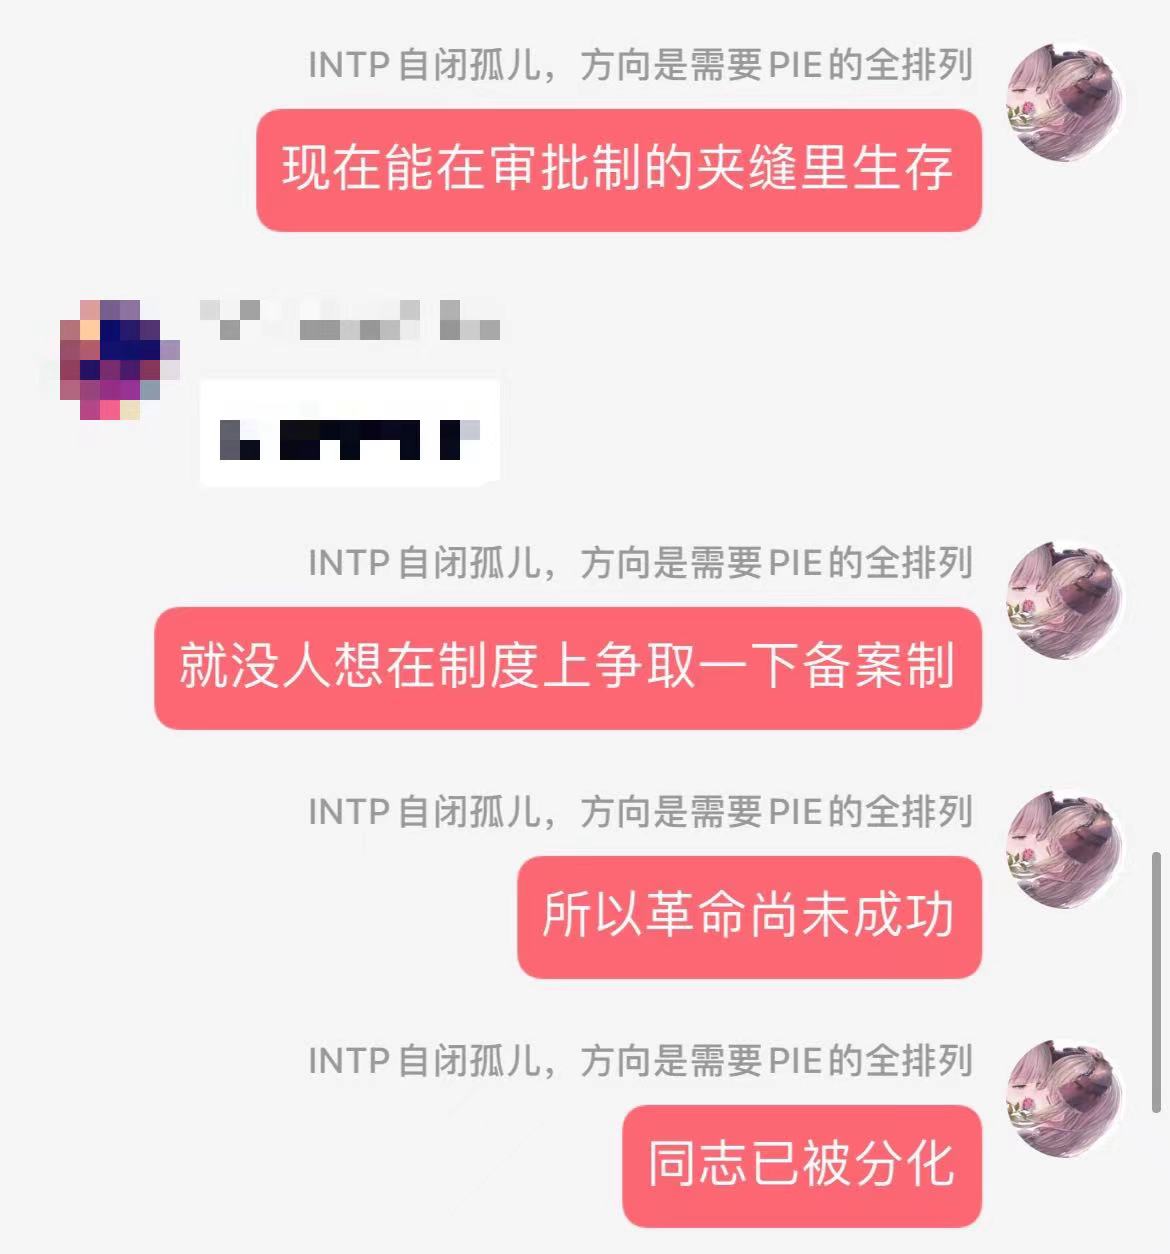 INTP自闭孤儿，方向是需要PIE的全排列
现在能在审批制的夹缝里生存
INTP自闭孤儿，方向是需要PIE的全排列
就没人想在制度上争取一下备案制
INTP自闭孤儿，方向是需要PIE的全排列
所以革命尚未成功
INTP自闭孤儿，方向是需要PIE的全排列
同志已被分化